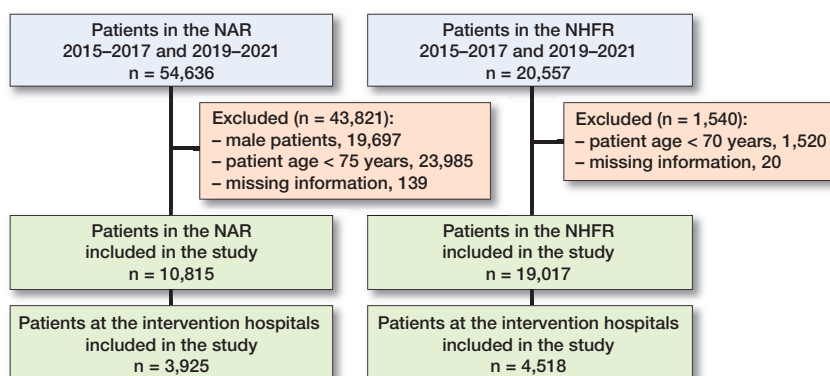 Patients in the NAR
2015–2017 and 2019–2021
n = 54,636
Patients in the NHFR
2015–2017 and 2019–2021
n = 20,557
Excluded (n = 43,821):
– male patients, 19,697
– patient age < 75 years, 23,985
– missing information, 139
Excluded (n = 1,540):
– patient age < 70 years, 1,520
– missing information, 20
Patients in the NAR
included in the study
n = 10,815
Patients in the NHFR
included in the study
n = 19,017
Patients at the intervention hospitals
included in the study
n = 3,925
Patients at the intervention hospitals
included in the study
n = 4,518